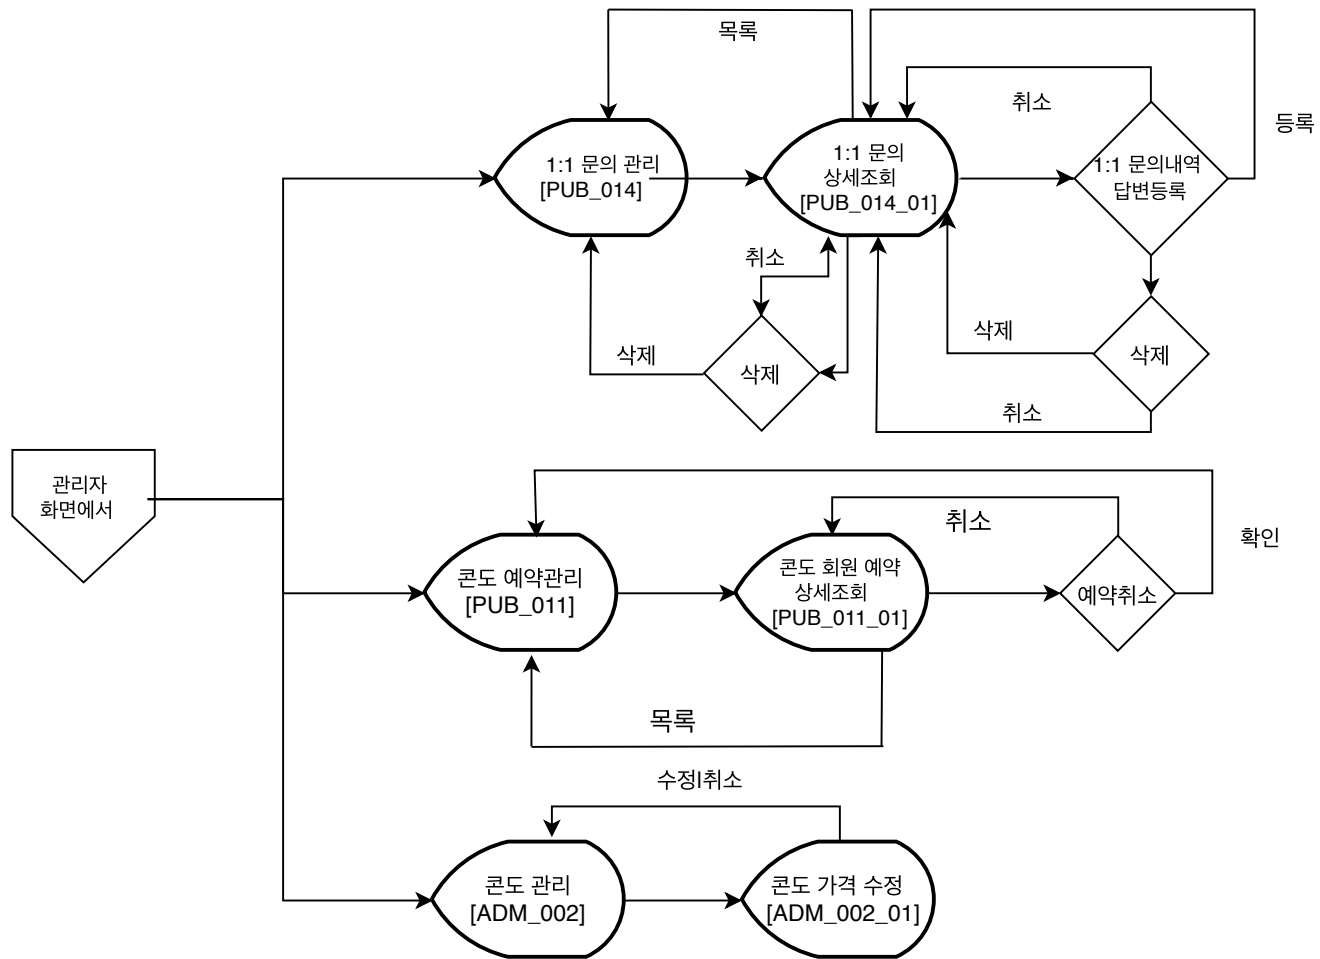 목록
취소
등록
1:1 문의 관리
[PUB_014]
1:1 문의
상세조회
[PUB_014_01]
1:1 문의내역
답변등록
취소
삭제
삭제
삭제
삭제
취소
관리자
화면에서
취소
확인
콘도 예약관리
[PUB_011]
콘도 회원 예약
상세조회
[PUB_011_01]
예약취소
목록
수정|취소
콘도 관리
[ADM_002]
콘도 가격 수정
[ADM_002_01]